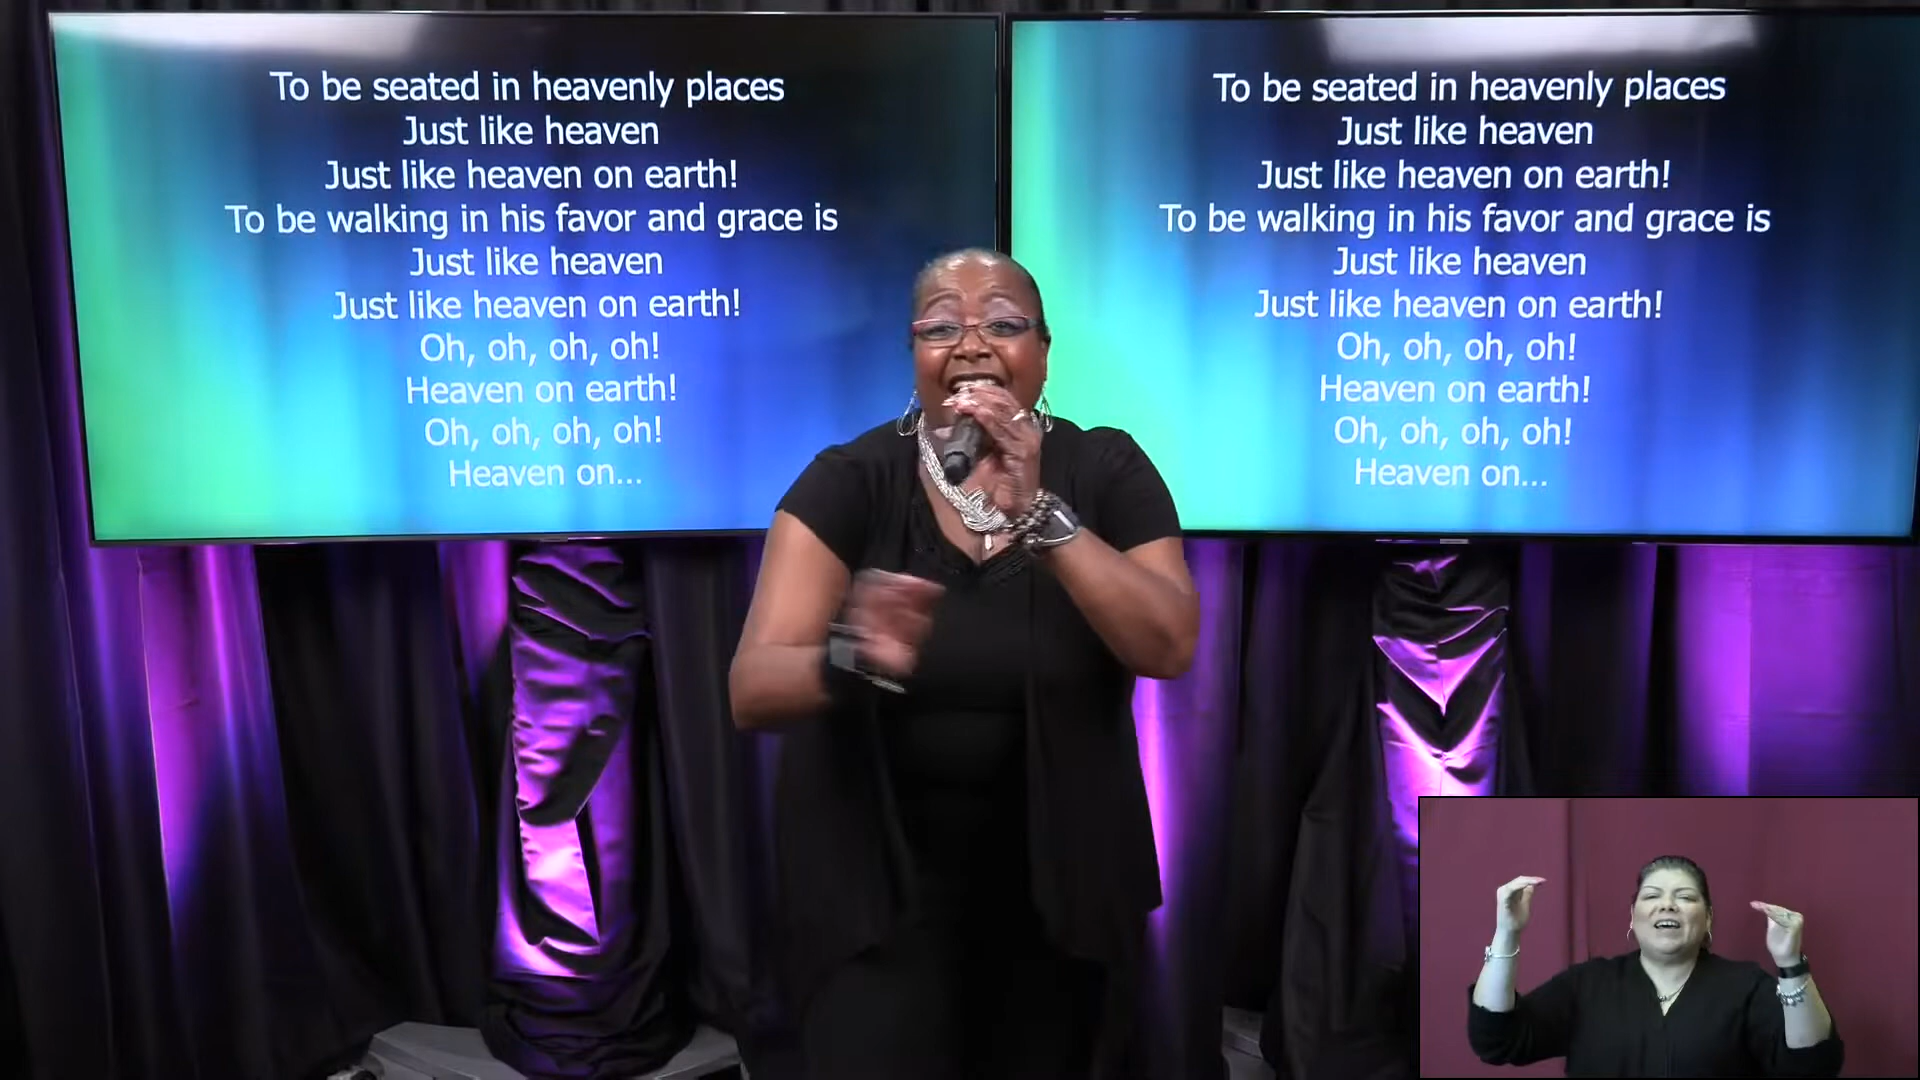 To be seated in heavenly places
Just like heaven
Just like heaven on earth!
To be walking in his favor and grace is
Just like heaven
Just like heaven on earth!
Oh, oh, oh, oh!
Heaven on earth!
Oh, oh, oh, oh!
Heaven on...
To be seated in heavenly places
Just like heaven
Just like heaven on earth!
To be walking in his favor and grace is
Just like heaven
Just like heaven on earth!
Oh, oh, oh, oh!
Heaven on earth!
Oh, oh, oh, oh!
Heaven on...